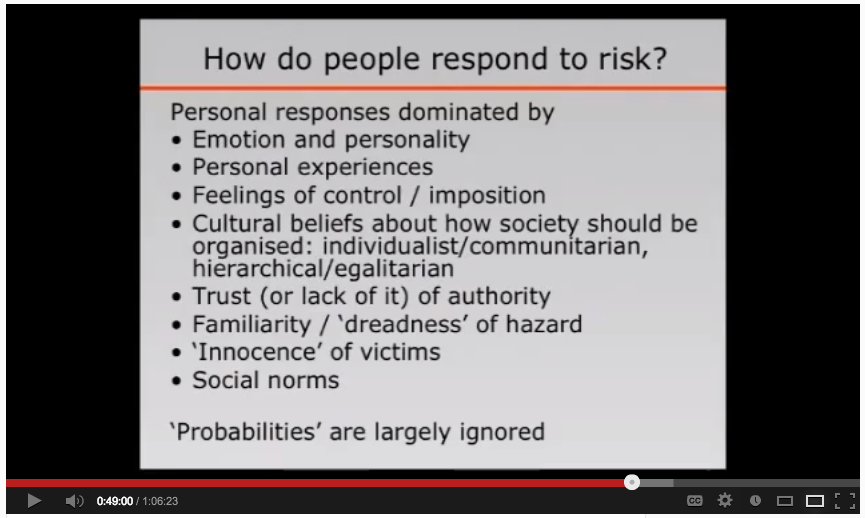 How do people respond to risk?
Personal responses dominated by
• Emotion and personality
• Personal experiences
• Feelings of control / imposition
• Cultural beliefs about how society should be
organised: individualist/communitarian,
hierarchical/egalitarian
• Trust (or lack of it) of authority
• Familiarity / ‘dreadness’ of hazard
• ‘Innocence’ of victims
• Social norms
‘Probabilities’ are largely ignored
0:49:00 / 1:06:23
CC